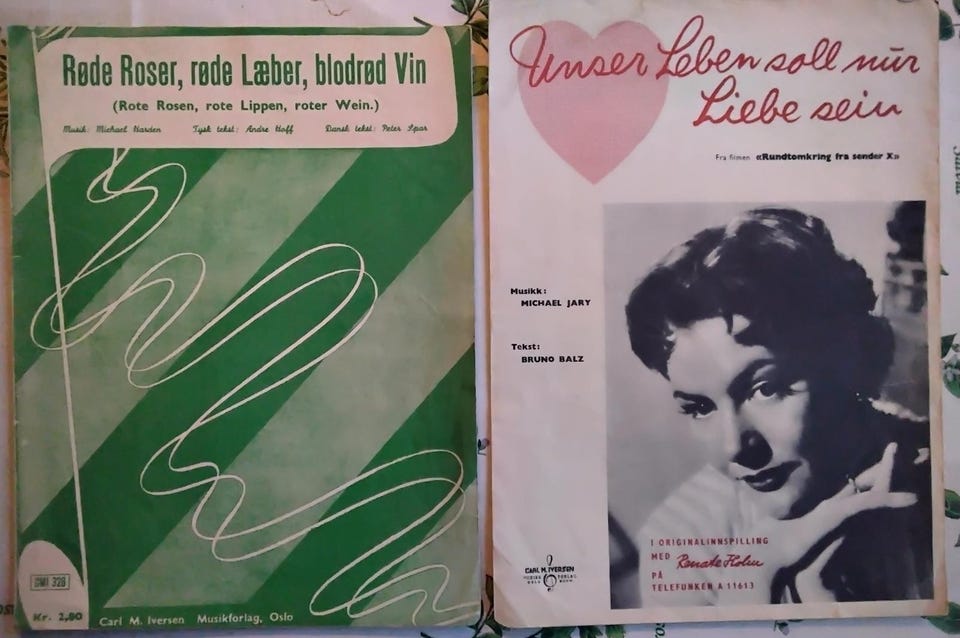 Røde Roser, røde Læber, blodrød Vin
(Rote Rosen, rote Lippen, roter Wein.)
Musik: Michael Harden Tysk tekst: Andre Hoff Dansk tekst: Peter Spar
CMI 328
Kr. 2,80
Carl M. Iversen Musikforlag, Oslo
Unser Leben soll nur
Liebe sein
Fra filmen «Rundtomkring fra sender X»
Musikk:
MICHAEL JARY
Tekst:
BRUNO BALZ
CARL M. IVERSEN
I ORIGINALINNSPILLING
MED Renate Holm
PÅ
TELEFUNKEN A 11613